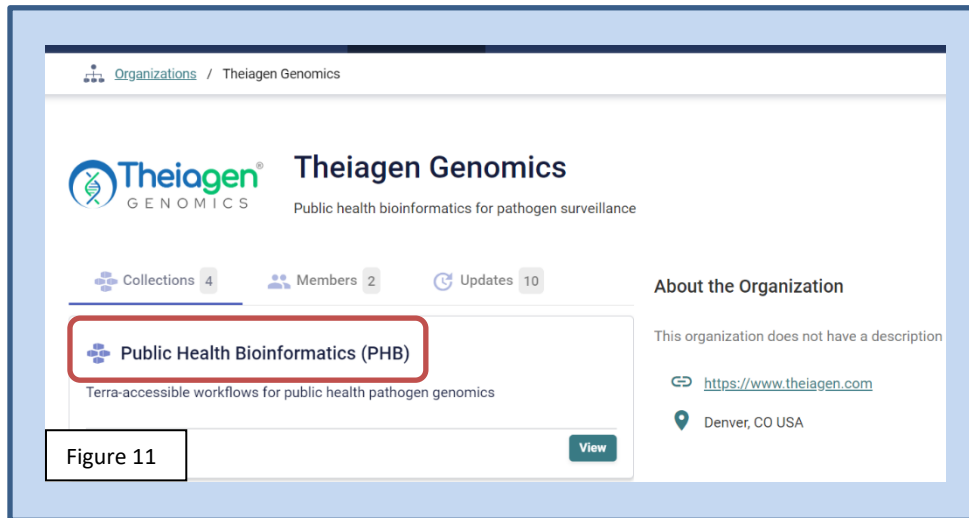 Organizations / Theiagen Genomics
Theiagen®
GENOMICS
Theiagen Genomics
Public health bioinformatics for pathogen surveillance
Collections 4
Members 2
Updates 10
Public Health Bioinformatics (PHB)
Terra-accessible workflows for public health pathogen genomics
View
About the Organization
This organization does not have a description
https://www.theiagen.com
Denver, CO USA
Figure 11